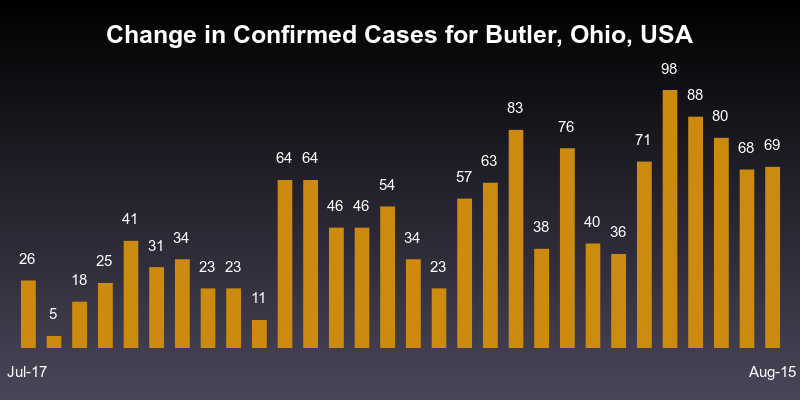 Change in Confirmed Cases for Butler, Ohio, USA
26 5 18 25 41 31 34 23 23 11 64 64 46 46 54 34 23 57 63 83 38 76 40 36 71 98 88 80 68 69
Jul-17 Aug-15